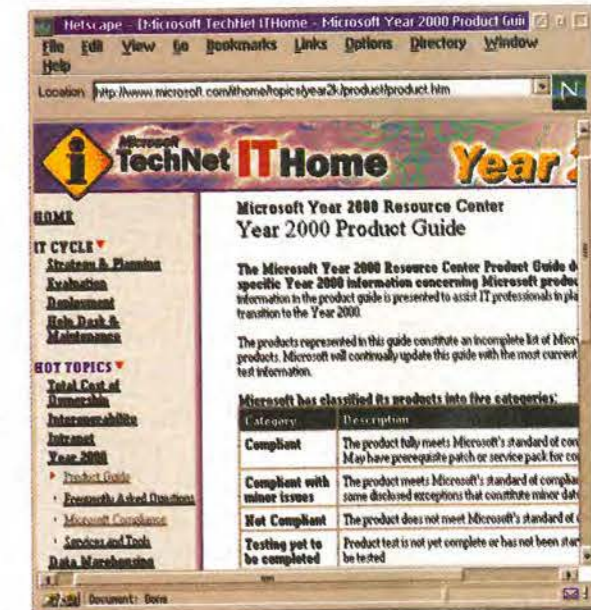 Netscape - [Microsoft TechNet ITHome - Microsoft Year 2000 Product Guid
File Edit View Go Bookmarks Links Options Directory Window
Help
Location: http://www.microsoft.com/ithome/topics/year2k/product/product.htm
N
i Microsoft TechNet IT Home Year 2
HOME
IT CYCLE
Strategy & Planning
Evaluation
Deployment
Help Desk &
Maintenance
HOT TOPICS
Total Cost of
Ownership
Interoperability
Intranet
Year 2000
Product Guide
Frequently Asked Questions
Microsoft Compliance
Services and Tools
Data Warehousing
Microsoft Year 2000 Resource Center
Year 2000 Product Guide
The Microsoft Year 2000 Resource Center Product Guide d
specific Year 2000 information concerning Microsoft produc
information in the product guide is presented to assist IT professionals in pla
transition to the Year 2000.
The products represented in this guide constitute an incomplete list of Micr
products. Microsoft will continually update this guide with the most current
test information.
Microsoft has classified its products into five categories:
Category Description
Compliant The product fully meets Microsoft's standard of con
May have prerequisite patch or service pack for co
Compliant with The product meets Microsoft's standard of complia
minor issues some disclosed exceptions that constitute minor dat
Not Compliant The product does not meet Microsoft's standard of c
Testing yet to Product test is not yet complete or has not been star
be completed be tested
Document: Done